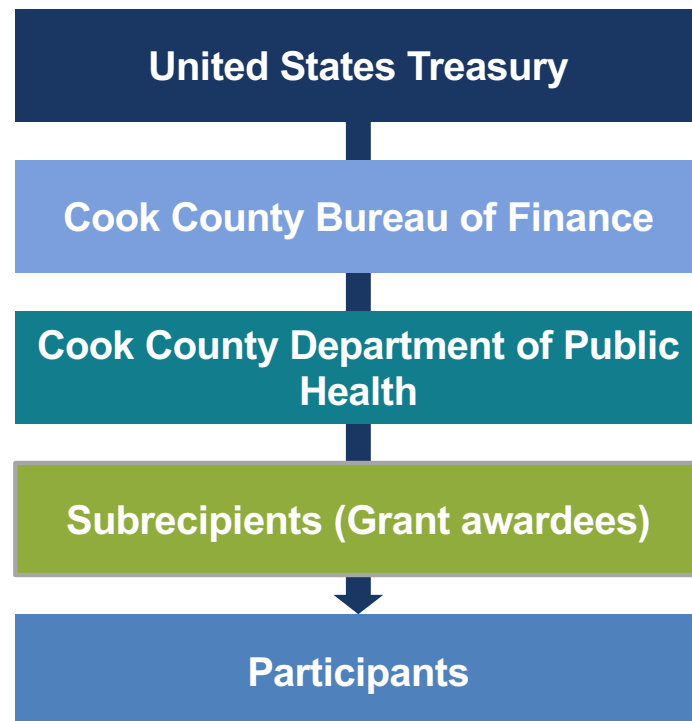 United States Treasury
Cook County Bureau of Finance
Cook County Department of Public
Health
Subrecipients (Grant awardees)
Participants